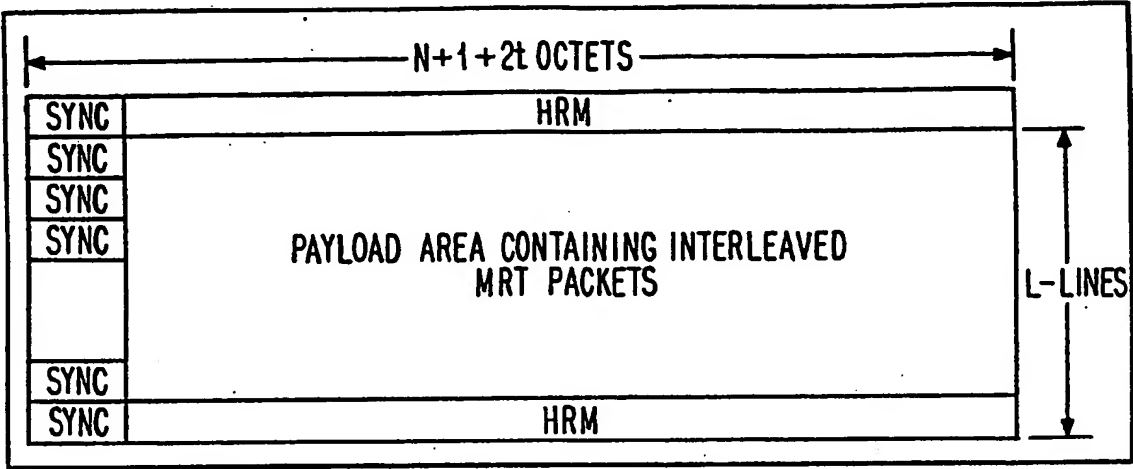 N+1+2t OCTETS
SYNC HRM
SYNC
SYNC
SYNC
PAYLOAD AREA CONTAINING INTERLEAVED
MRT PACKETS
L-LINES
SYNC
SYNC HRM